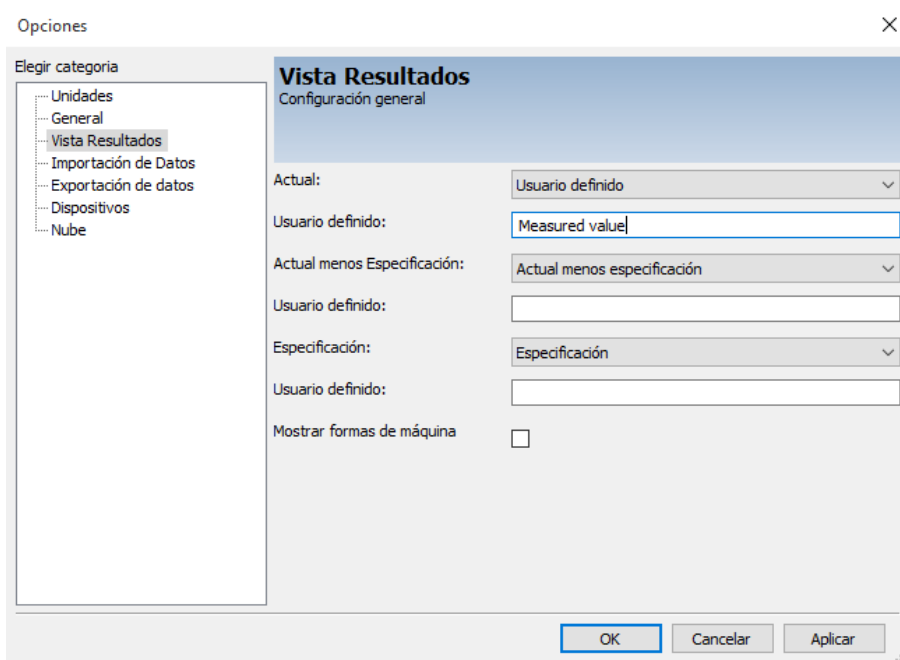 Opciones
Elegir categoria
Unidades
General
Vista Resultados
Importación de Datos
Exportación de datos
Dispositivos
Nube
Vista Resultados
Configuración general
Actual: Usuario definido
Usuario definido: Measured value
Actual menos Especificación: Actual menos especificación
Usuario definido:
Especificación: Especificación
Usuario definido:
Mostrar formas de máquina
OK Cancelar Aplicar